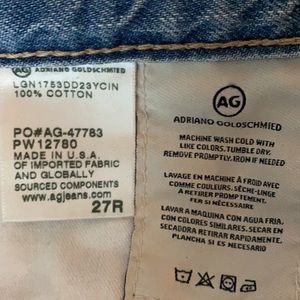 AG ADRIANO GOLDSCHMIED
LGN1753DD23YCIN
100% COTTON
PO#AG-47783
PW12780
MADE IN U.S.A.
OF IMPORTED FABRIC
AND GLOBALLY
SOURCED COMPONENTS
www.agjeans.com
27R
AG
ADRIANO GOLDSCHMIED
MACHINE WASH COLD WITH
LIKE COLORS. TUMBLE DRY.
REMOVE PROMPTLY. IRON IF NEEDED
LAVAGE EN MACHINE À FROID AVEC
COMME COULEURS. SÈCHE-LINGE
À RETIRER PROMPTEMENT.
FER SI NÉCESSAIRE
LAVAR A MAQUINA CON AGUA FRIA.
CON COLORES SIMILARES. SECAR EN
SECADORA RETIRAR RAPIDAMENTE.
PLANCHA SI ES NECESARIO